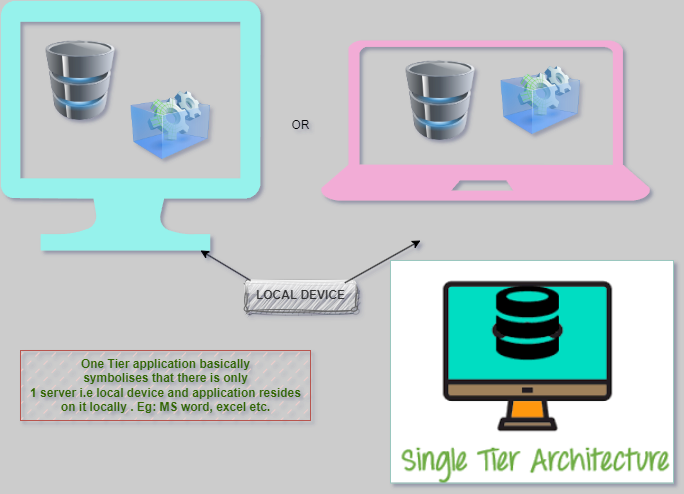 OR
LOCAL DEVICE
One Tier application basically
symbolises that there is only
1 server i.e local device and application resides
on it locally . Eg: MS word, excel etc.
Single Tier Architecture